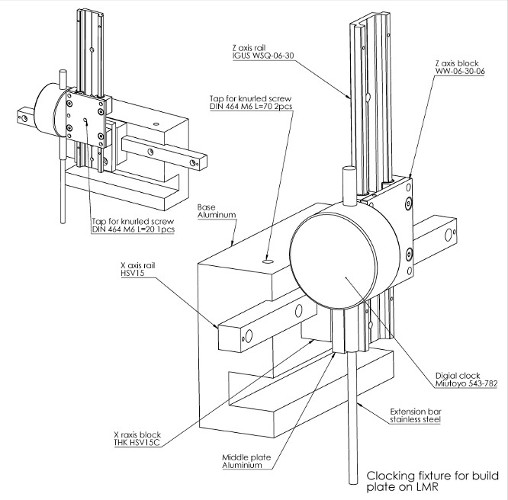 Z axis rail
IGUS WSQ-06-30
Z axis block
WW-06-30-06
Tap for knurled screw
DIN 464 M6 L=70 2pcs
Base
Aluminum
Tap for knurled screw
DIN 464 M6 L=20 1pcs
X axis rail
HSV15
Digial clock
Miutoyo 543-782
Extension bar
stainless steel
X raxis block
THK HSV15C
Middle plate
Aluminium
Clocking fixture for build
plate on LMR